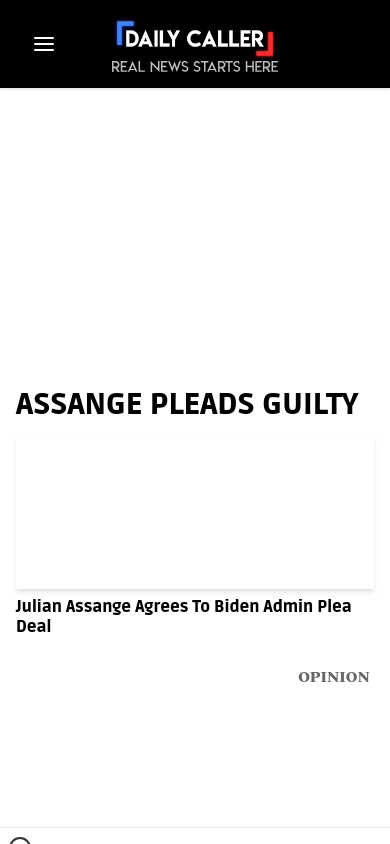 DAILY CALLER
REAL NEWS STARTS HERE
ASSANGE PLEADS GUILTY
Julian Assange Agrees To Biden Admin Plea
Deal
OPINION